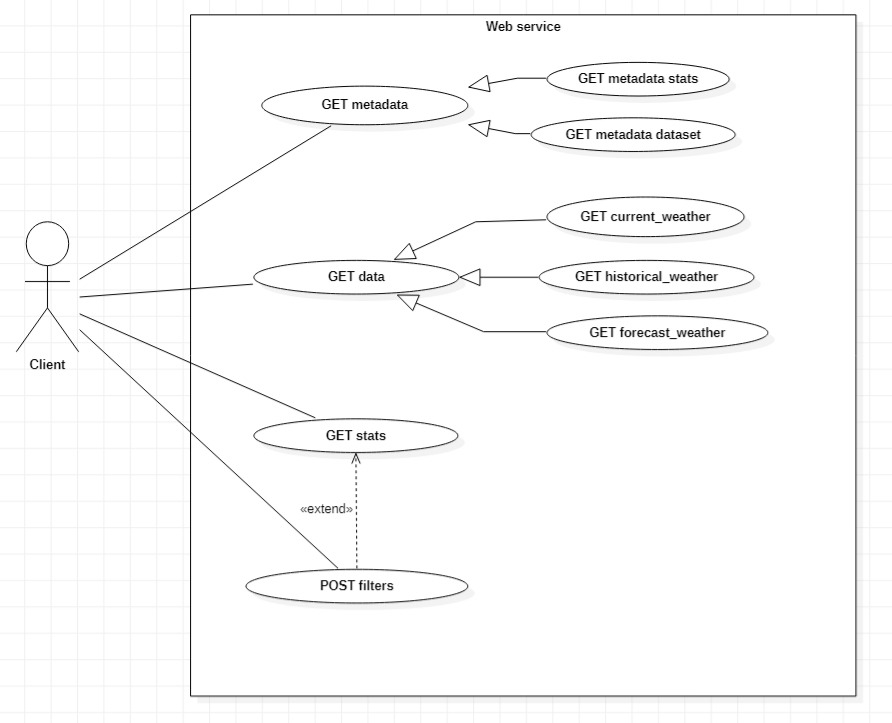 Web service
GET metadata stats
GET metadata
GET metadata dataset
GET current_weather
GET data
GET historical_weather
GET forecast_weather
Client
GET stats
«extend»
POST filters